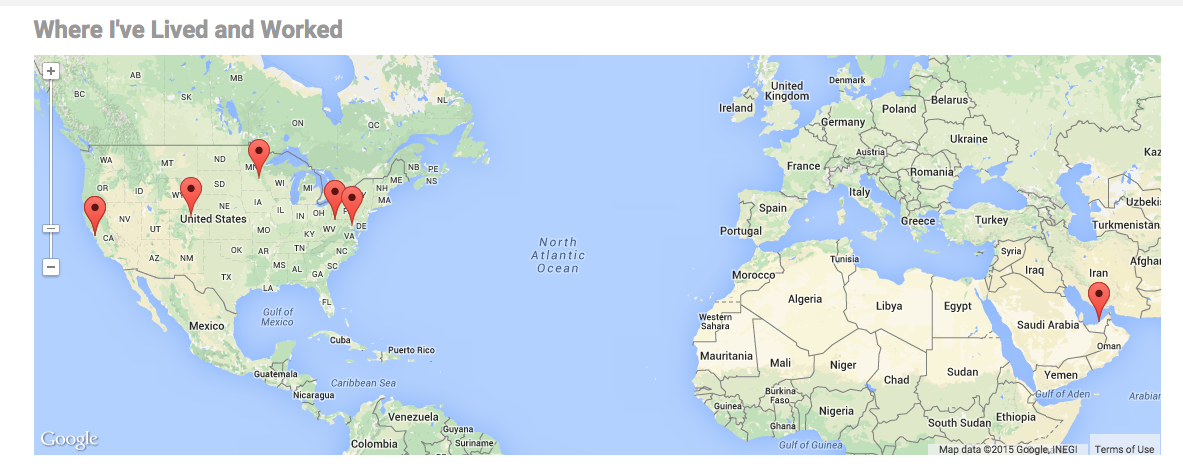 Where I've Lived and Worked
AB
MB
BC
SK
NL
ON
QC
Denmark
United
Kingdom
Ireland
Belarus
Poland
Germany
Ukraine
Kaz
Austria
France
Romania
WA
MT
ND
MN
NB
PE
NS
ME
OR
ID
SD
WI
MI
NH
MA
WY
Italy
Uzbekis
Spain
Portugal
Greece
Turkey
Turkmenistan
NE
IA
IL
IN
OH
P
NV
UT
United States
CA
MO
KY
WV
VA
DE
North
Atlantic
Ocean
Syria
Iraq
Iran
Afghan
Tunisia
Morocco
AZ
NM
OK
AR
TN
NC
MS
AL
GA
SC
TX
LA
FL
Algeria
Libya
Egypt
Western
Sahara
Saudi Arabia
Oman
Gulf of
Mexico
Mexico
Cuba
Puerto Rico
Mauritania
Mali
Niger
Chad
Sudan
Yemen
Guatemala
Nicaragua
Caribbean Sea
Gulf of Aden
Arabian
Burkina
Faso
Guinea
Nigeria
Ghana
South Sudan
Ethiopia
Gulf of Guinea
Venezuela
Guyana
Suriname
Colombia
Google
Map data ©2015 Google, INEGI
Terms of Use